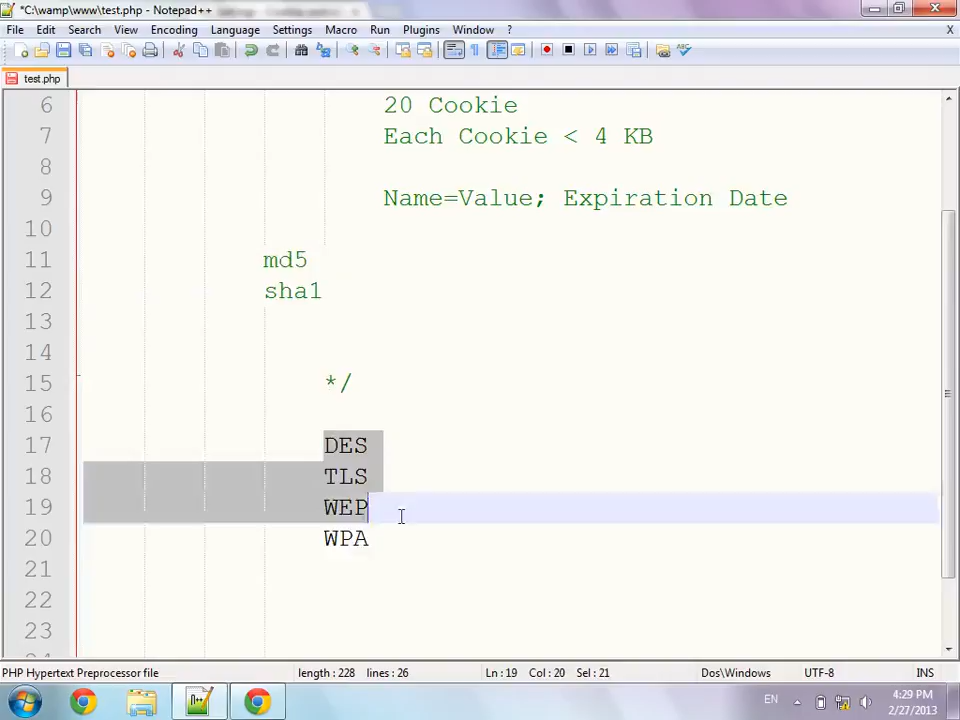 *C:\wamp\www\test.php - Notepad++
File Edit Search View Encoding Language Settings Macro Run Plugins Window ? X
test.php
6 20 Cookie
7 Each Cookie < 4 KB
8
9 Name=Value; Expiration Date
10
11 md5
12 sha1
13
14
15 */
16
17 DES
18 TLS
19 WEP
20 WPA
21
22
23
PHP Hypertext Preprocessor file length : 228 lines : 26 Ln : 19 Col : 20 Sel : 21 Dos\Windows UTF-8 INS
EN 4:29 PM
2/27/2013